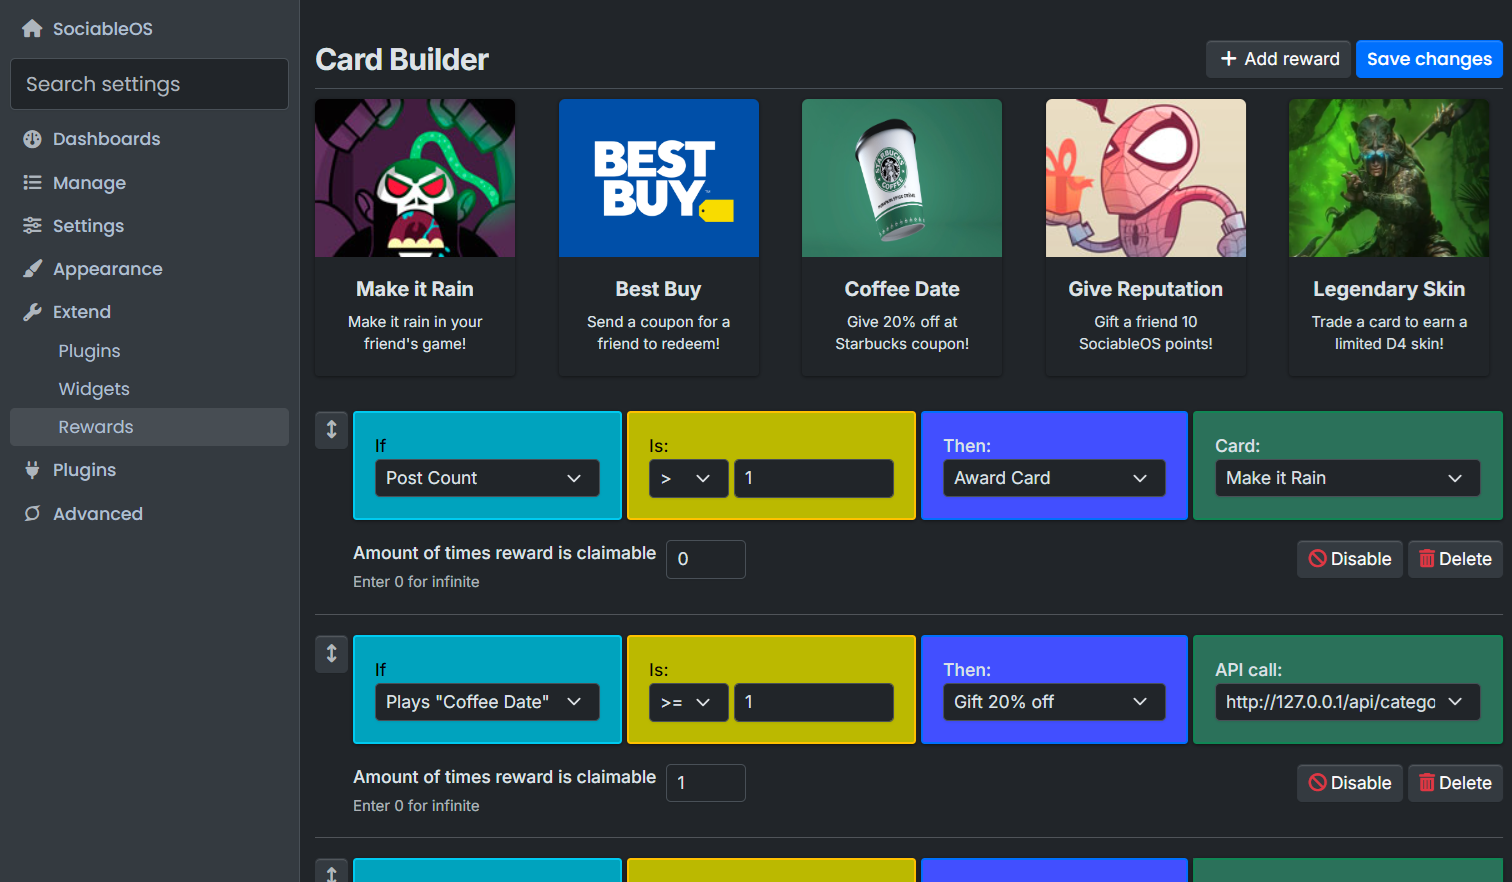 SociableOS
Search settings
Dashboards
Manage
Settings
Appearance
Extend
Plugins
Widgets
Rewards
Plugins
Advanced
Card Builder
+ Add reward
Save changes
BEST
BUY
STARBUCKS
COFFEE
Make it Rain
Make it rain in your
friend's game!
Best Buy
Send a coupon for a
friend to redeem!
Coffee Date
Give 20% off at
Starbucks coupon!
Give Reputation
Gift a friend 10
SociableOS points!
Legendary Skin
Trade a card to earn a
limited D4 skin!
If
Post Count
Is:
> 1
Then:
Award Card
Card:
Make it Rain
Amount of times reward is claimable 0
Enter 0 for infinite
Disable
Delete
If
Plays "Coffee Date"
Is:
>= 1
Then:
Gift 20% off
API call:
http://127.0.0.1/api/catego
Amount of times reward is claimable 1
Enter 0 for infinite
Disable
Delete